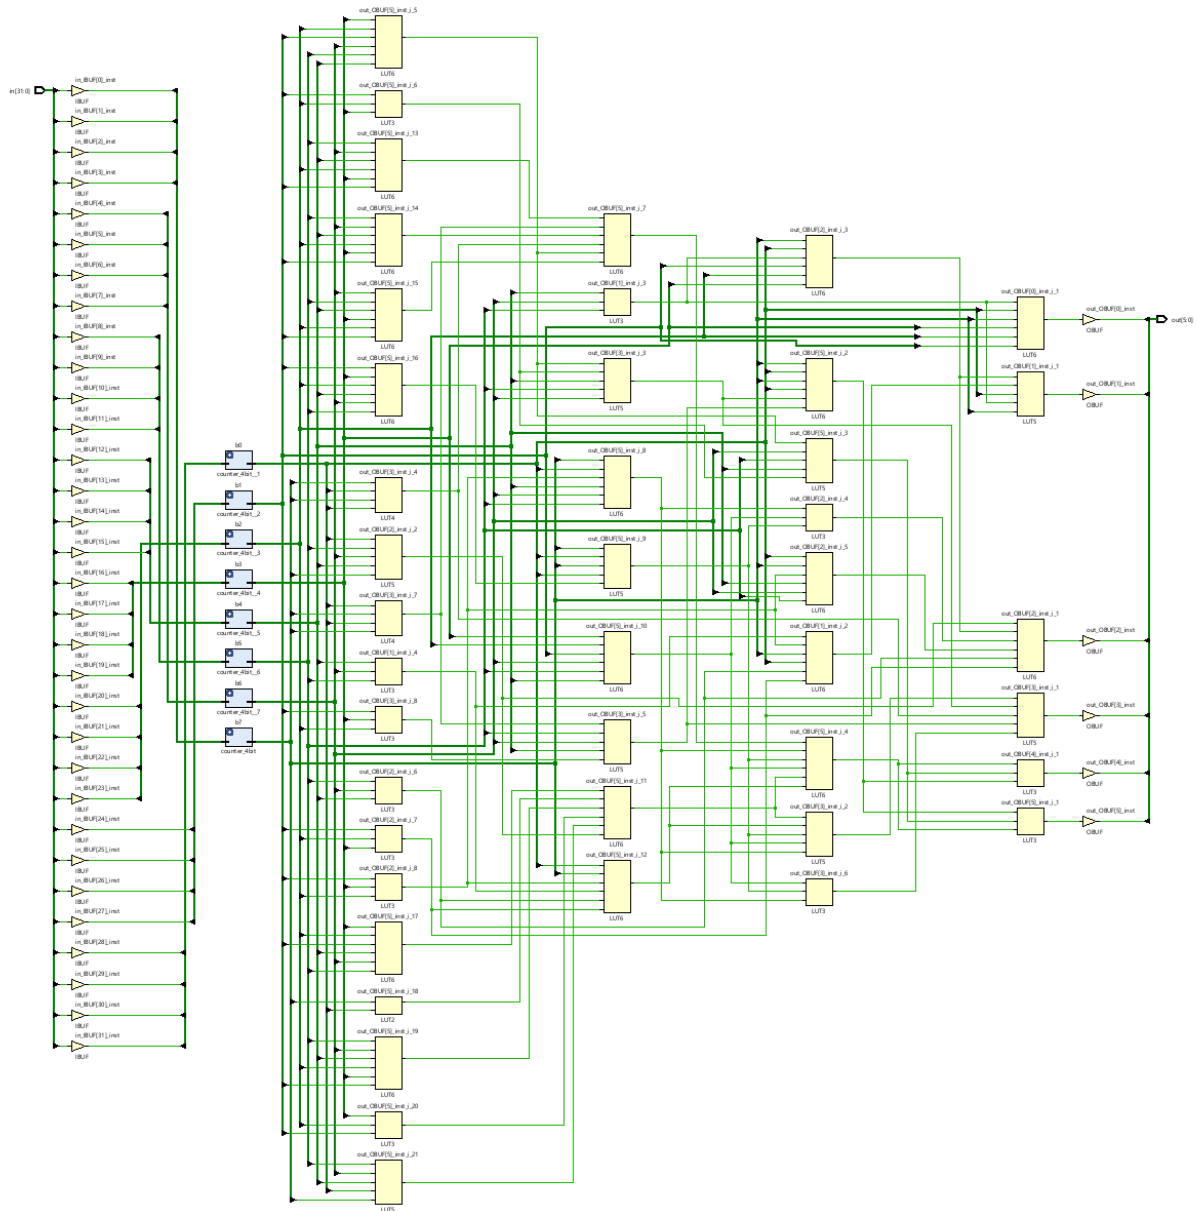 in[31:0]
in_IBUF[0]_inst
IBUF
in_IBUF[1]_inst
IBUF
in_IBUF[2]_inst
IBUF
in_IBUF[3]_inst
IBUF
in_IBUF[4]_inst
IBUF
in_IBUF[5]_inst
IBUF
in_IBUF[6]_inst
IBUF
in_IBUF[7]_inst
IBUF
in_IBUF[8]_inst
IBUF
in_IBUF[9]_inst
IBUF
in_IBUF[10]_inst
IBUF
in_IBUF[11]_inst
IBUF
in_IBUF[12]_inst
IBUF
in_IBUF[13]_inst
IBUF
in_IBUF[14]_inst
IBUF
in_IBUF[15]_inst
IBUF
in_IBUF[16]_inst
IBUF
in_IBUF[17]_inst
IBUF
in_IBUF[18]_inst
IBUF
in_IBUF[19]_inst
IBUF
in_IBUF[20]_inst
IBUF
in_IBUF[21]_inst
IBUF
in_IBUF[22]_inst
IBUF
in_IBUF[23]_inst
IBUF
in_IBUF[24]_inst
IBUF
in_IBUF[25]_inst
IBUF
in_IBUF[26]_inst
IBUF
in_IBUF[27]_inst
IBUF
in_IBUF[28]_inst
IBUF
in_IBUF[29]_inst
IBUF
in_IBUF[30]_inst
IBUF
in_IBUF[31]_inst
IBUF
b0
counter_4bit__1
b1
counter_4bit__2
b2
counter_4bit__3
b3
counter_4bit__4
b4
counter_4bit__5
b5
counter_4bit__6
b6
counter_4bit__7
b7
counter_4bit
out_OBUF[5]_inst_i_5
LUT6
out_OBUF[5]_inst_i_6
LUT3
out_OBUF[5]_inst_i_13
LUT6
out_OBUF[5]_inst_i_14
LUT6
out_OBUF[5]_inst_i_15
LUT6
out_OBUF[5]_inst_i_16
LUT6
out_OBUF[3]_inst_i_4
LUT4
out_OBUF[2]_inst_i_2
LUT5
out_OBUF[3]_inst_i_7
LUT4
out_OBUF[1]_inst_i_4
LUT3
out_OBUF[3]_inst_i_8
LUT3
out_OBUF[2]_inst_i_6
LUT3
out_OBUF[2]_inst_i_7
LUT3
out_OBUF[2]_inst_i_8
LUT3
out_OBUF[5]_inst_i_17
LUT6
out_OBUF[5]_inst_i_18
LUT2
out_OBUF[5]_inst_i_19
LUT6
out_OBUF[5]_inst_i_20
LUT3
out_OBUF[5]_inst_i_21
LUT5
out_OBUF[5]_inst_i_7
LUT6
out_OBUF[1]_inst_i_3
LUT3
out_OBUF[3]_inst_i_3
LUT5
out_OBUF[5]_inst_i_8
LUT6
out_OBUF[5]_inst_i_9
LUT5
out_OBUF[5]_inst_i_10
LUT6
out_OBUF[3]_inst_i_5
LUT5
out_OBUF[5]_inst_i_11
LUT6
out_OBUF[5]_inst_i_12
LUT6
out_OBUF[2]_inst_i_3
LUT6
out_OBUF[5]_inst_i_2
LUT6
out_OBUF[5]_inst_i_3
LUT5
out_OBUF[2]_inst_i_4
LUT3
out_OBUF[2]_inst_i_5
LUT6
out_OBUF[1]_inst_i_2
LUT6
out_OBUF[5]_inst_i_4
LUT6
out_OBUF[3]_inst_i_2
LUT5
out_OBUF[3]_inst_i_6
LUT3
out_OBUF[0]_inst_i_1
LUT6
out_OBUF[1]_inst_i_1
LUT5
out_OBUF[2]_inst_i_1
LUT6
out_OBUF[3]_inst_i_1
LUT5
out_OBUF[4]_inst_i_1
LUT3
out_OBUF[5]_inst_i_1
LUT3
out_OBUF[0]_inst
OBUF
out_OBUF[1]_inst
OBUF
out_OBUF[2]_inst
OBUF
out_OBUF[3]_inst
OBUF
out_OBUF[4]_inst
OBUF
out_OBUF[5]_inst
OBUF
out[5:0]